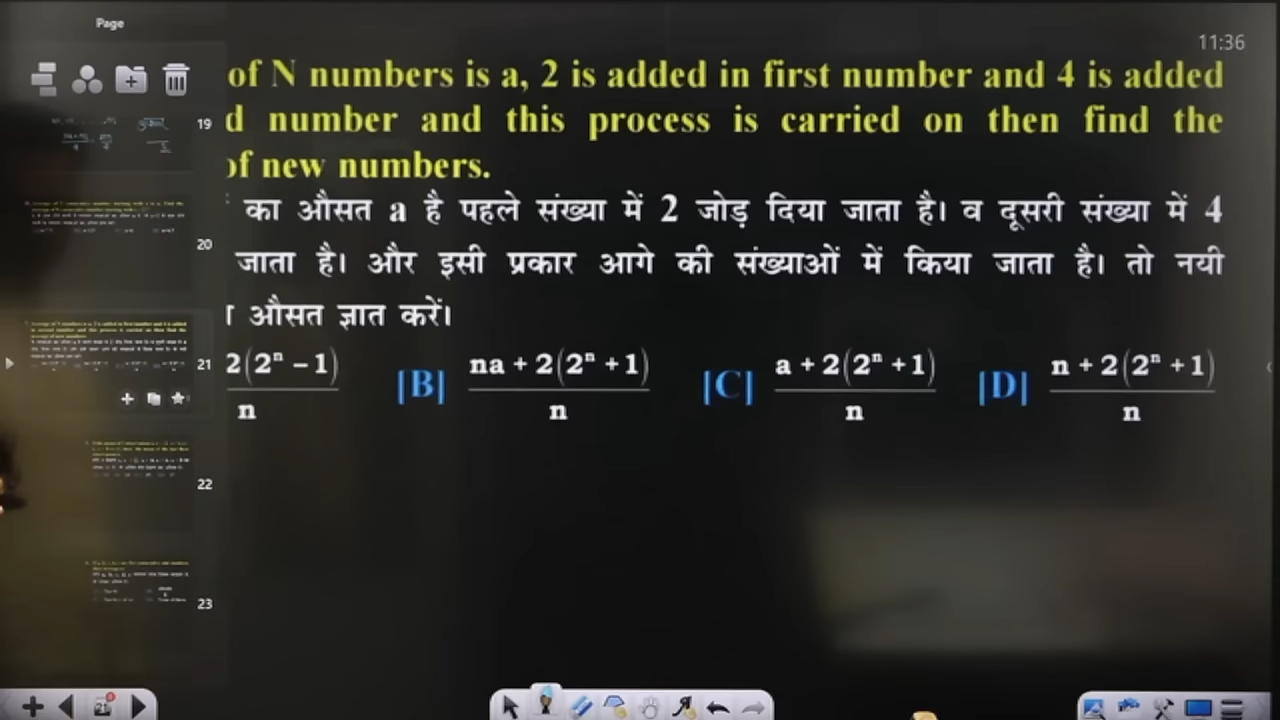 Page
11:36
of N numbers is a, 2 is added in first number and 4 is added
d number and this process is carried on then find the
of new numbers.
का औसत a है पहले संख्या में 2 जोड़ दिया जाता है। व दूसरी संख्या में 4
जाता है। और इसी प्रकार आगे की संख्याओं में किया जाता है। तो नयी
औसत ज्ञात करें।
2(2ⁿ − 1)
n
[B] na + 2(2ⁿ + 1)
n
[C] a + 2(2ⁿ + 1)
n
[D] n + 2(2ⁿ + 1)
n
19
20
21
22
23
21